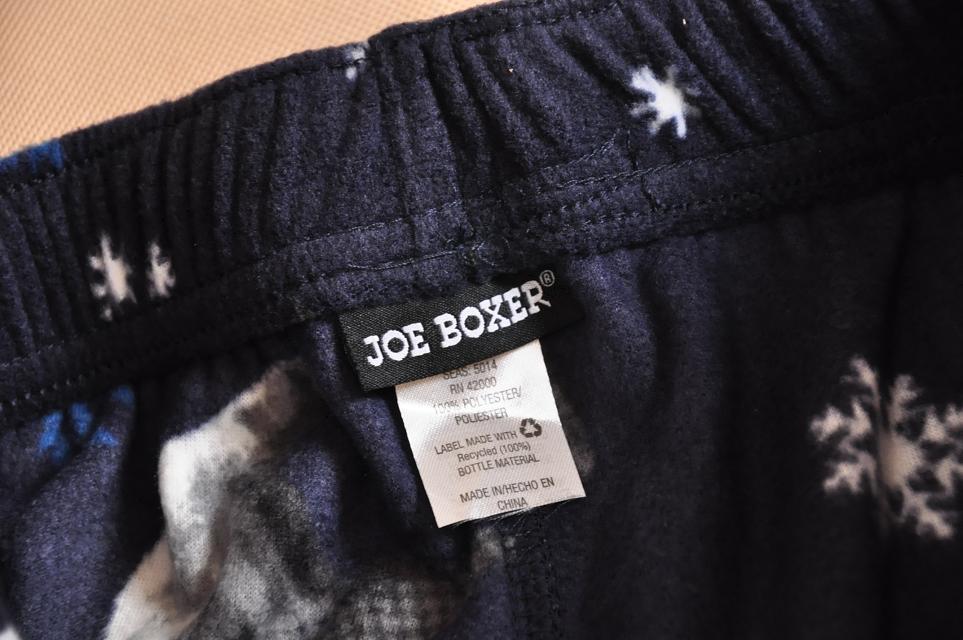 JOE BOXER®
SEAS: 5014
RN 42000
100% POLYESTER/
POLIESTER
LABEL MADE WITH
Recycled (100%)
BOTTLE MATERIAL
MADE IN/HECHO EN
CHINA